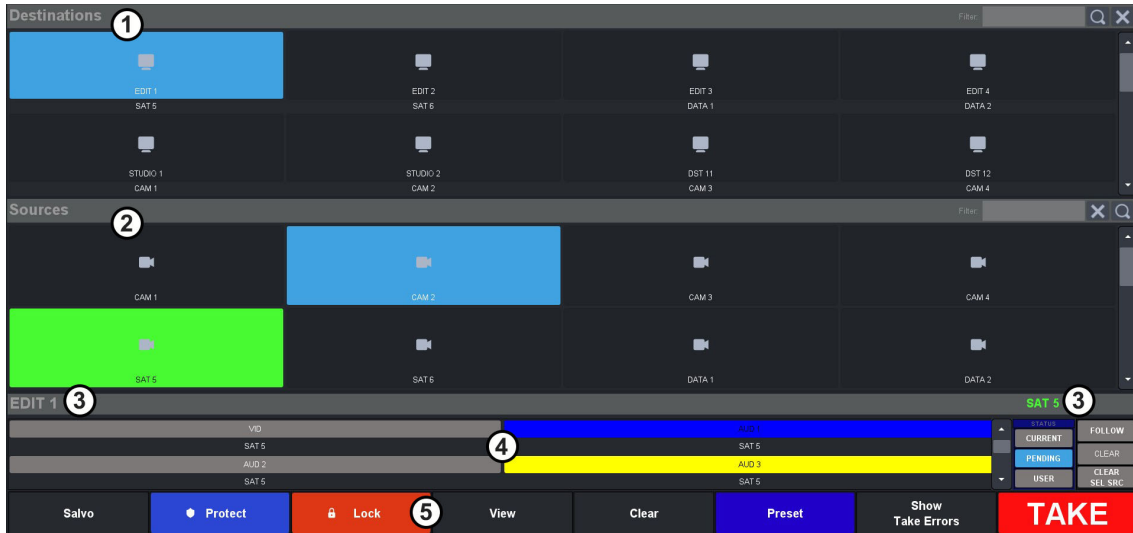 Destinations
1
Filter:
EDIT 1
EDIT 2
EDIT 3
EDIT 4
SAT 5
SAT 6
DATA 1
DATA 2
STUDIO 1
STUDIO 2
DST 11
DST 12
CAM 1
CAM 2
CAM 3
CAM 4
Sources
2
Filter:
CAM 1
CAM 2
CAM 3
CAM 4
SAT 5
SAT 6
DATA 1
DATA 2
EDIT 1
3
SAT 5
3
VID
AUD 1
SAT 5
SAT 5
4
AUD 2
AUD 3
SAT 5
SAT 5
STATUS
CURRENT
PENDING
USER
FOLLOW
CLEAR
CLEAR
SEL SRC
Salvo
Protect
Lock
5
View
Clear
Preset
Show
Take Errors
TAKE